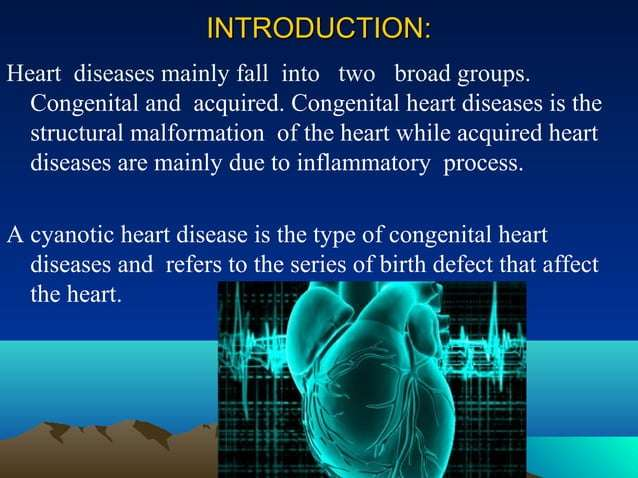 INTRODUCTION:
Heart diseases mainly fall into two broad groups.
Congenital and acquired. Congenital heart diseases is the
structural malformation of the heart while acquired heart
diseases are mainly due to inflammatory process.
A cyanotic heart disease is the type of congenital heart
diseases and refers to the series of birth defect that affect
the heart.